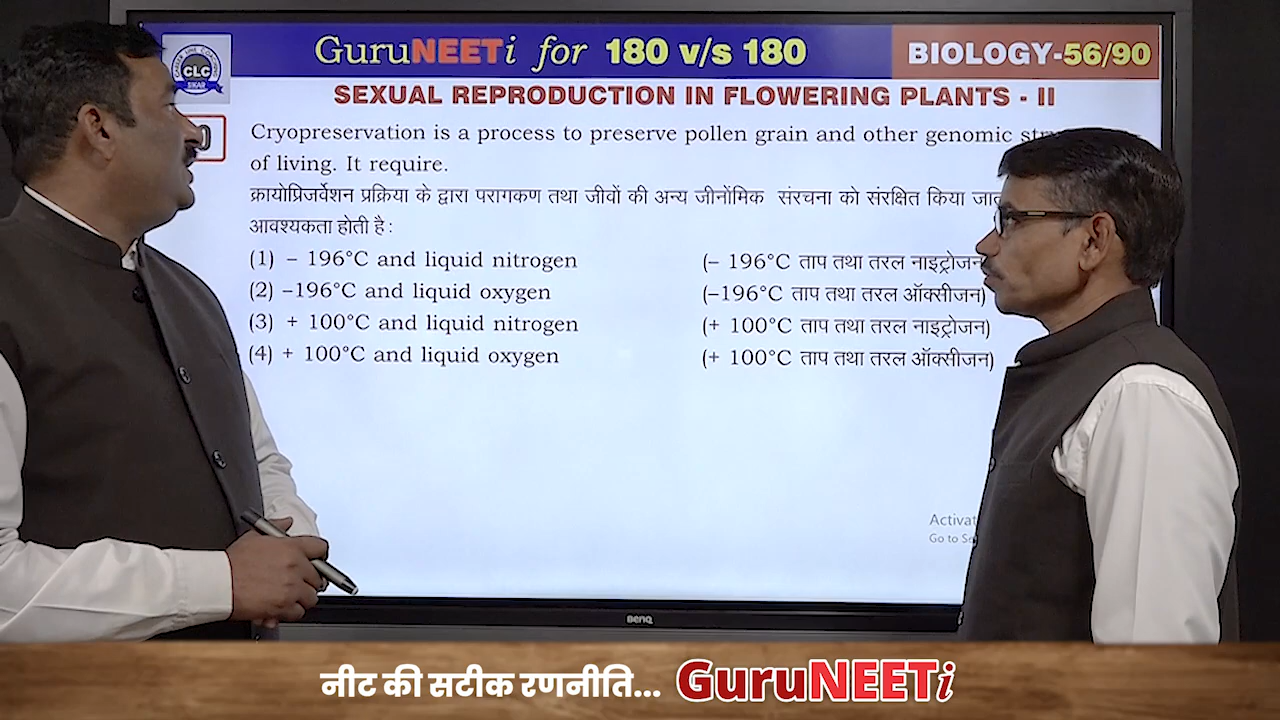 GuruNEETi for 180 v/s 180
BIOLOGY-56/90
CLC
SIKAR
SEXUAL REPRODUCTION IN FLOWERING PLANTS - II
Cryopreservation is a process to preserve pollen grain and other genomic
of living. It require.
क्रायोप्रिजर्वेशन प्रक्रिया के द्वारा परागकण तथा जीवों की अन्य जीनोंमिक संरचना को संरक्षित किया
आवश्यकता होती है :
(1) – 196°C and liquid nitrogen (– 196°C ताप तथा तरल नाइट्रोजन
(2) –196°C and liquid oxygen (–196°C ताप तथा तरल ऑक्सीजन)
(3) + 100°C and liquid nitrogen (+ 100°C ताप तथा तरल नाइट्रोजन)
(4) + 100°C and liquid oxygen (+ 100°C ताप तथा तरल ऑक्सीजन)
Go to
BenQ
नीट की सटीक रणनीति... GuruNEETi